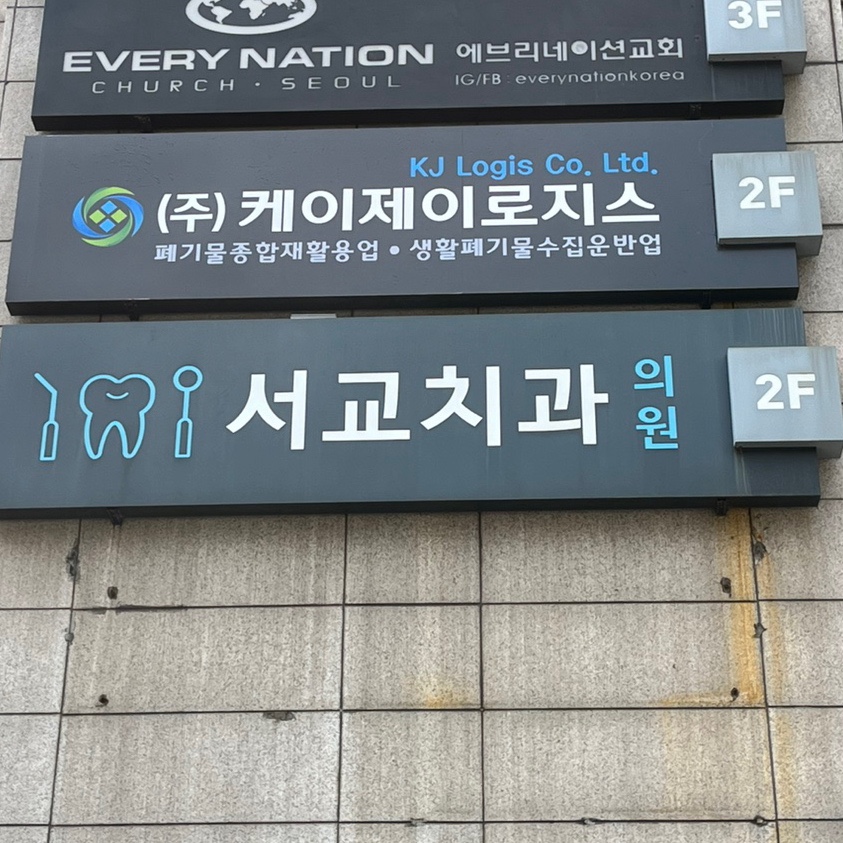 EVERY NATION 에브리네이션교회 3F
CHURCH · SEOUL IG/FB : everynationkorea
KJ Logis Co. Ltd.
(주) 케이제이로지스 2F
폐기물종합재활용업 • 생활폐기물수집운반업
서교치과 의원 2F